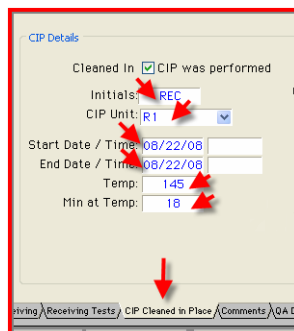 CIP Details
Cleaned In CIP was performed
Initials: REC
CIP Unit: R1
Start Date / Time: 08/22/08
End Date / Time: 08/22/08
Temp: 145
Min at Temp: 18
Receiving Tests CIP Cleaned in Place Comments QA